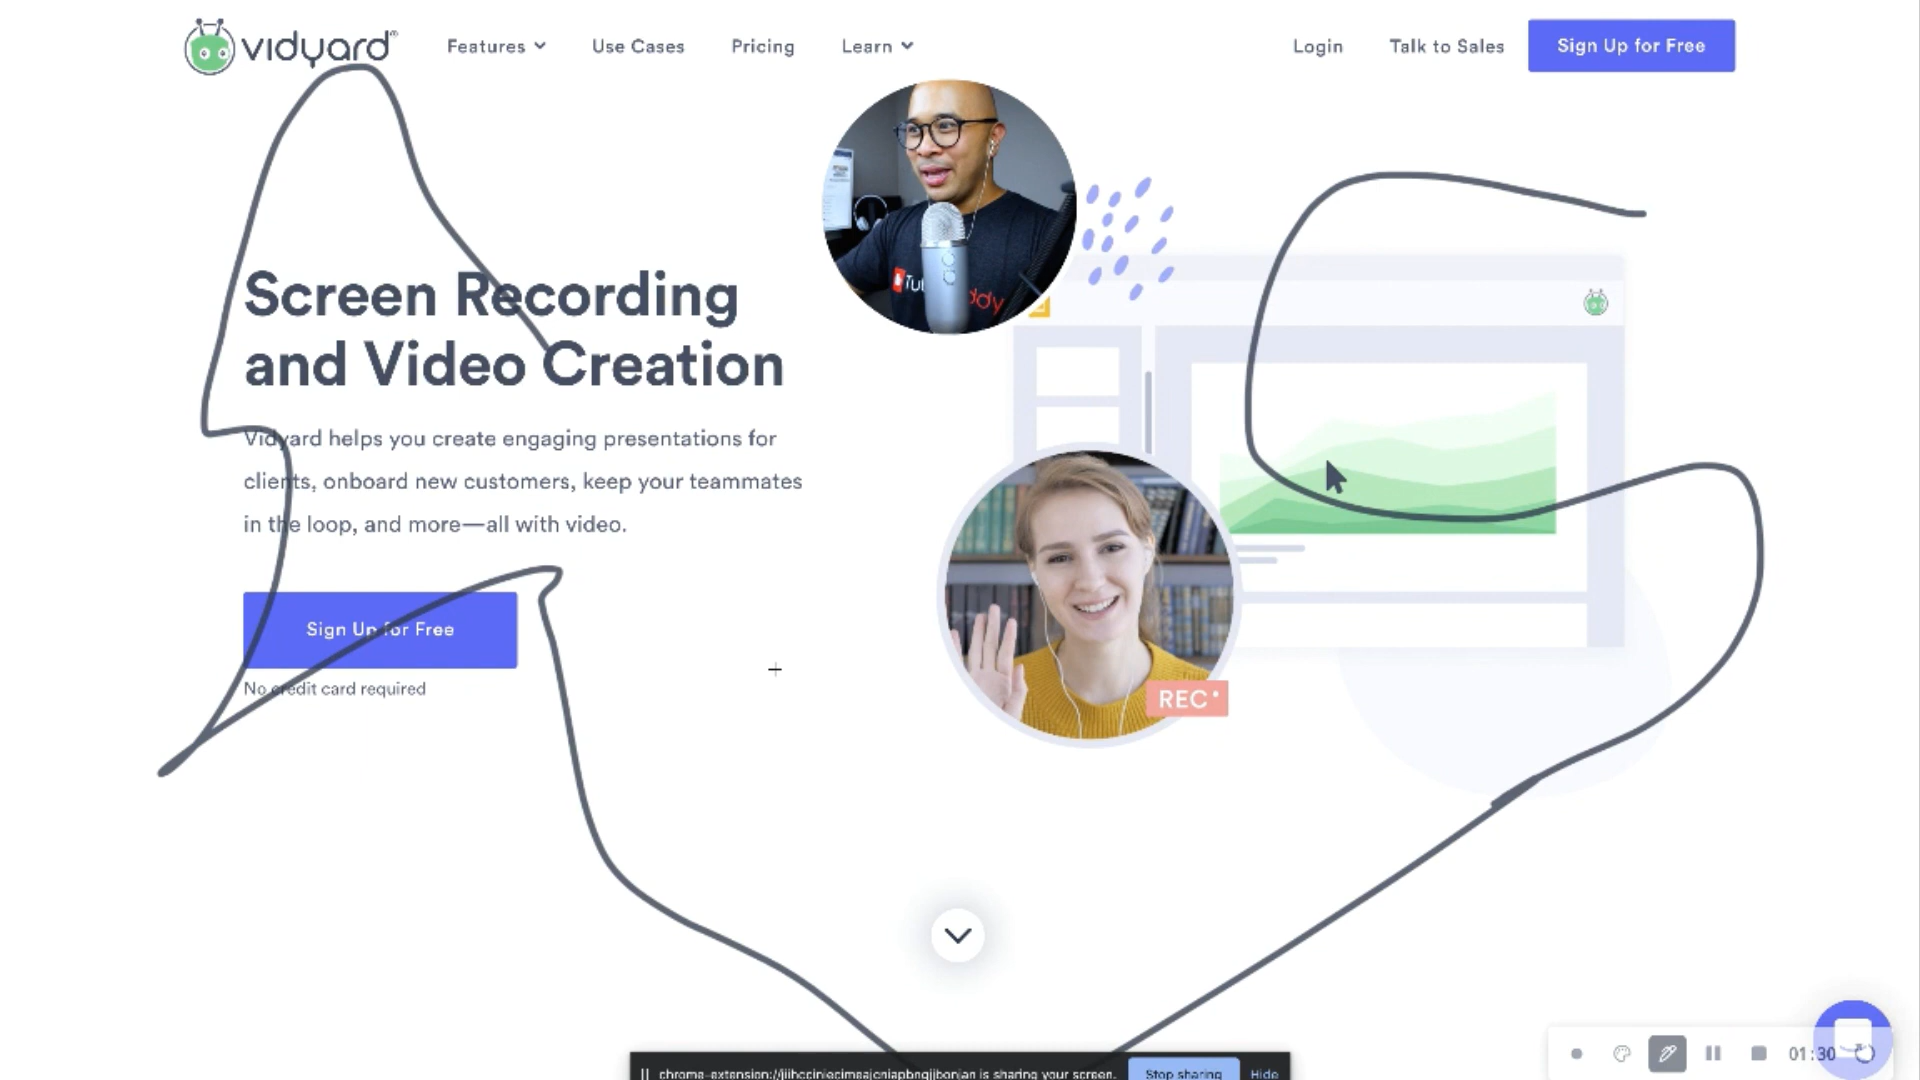 vidyard
Features Use Cases Pricing Learn Login Talk to Sales Sign Up for Free
Screen Recording
and Video Creation
Vidyard helps you create engaging presentations for
clients, onboard new customers, keep your teammates
in the loop, and more—all with video.
Sign Up for Free
No credit card required
REC
is sharing your screen. Stop sharing Hide
01:30